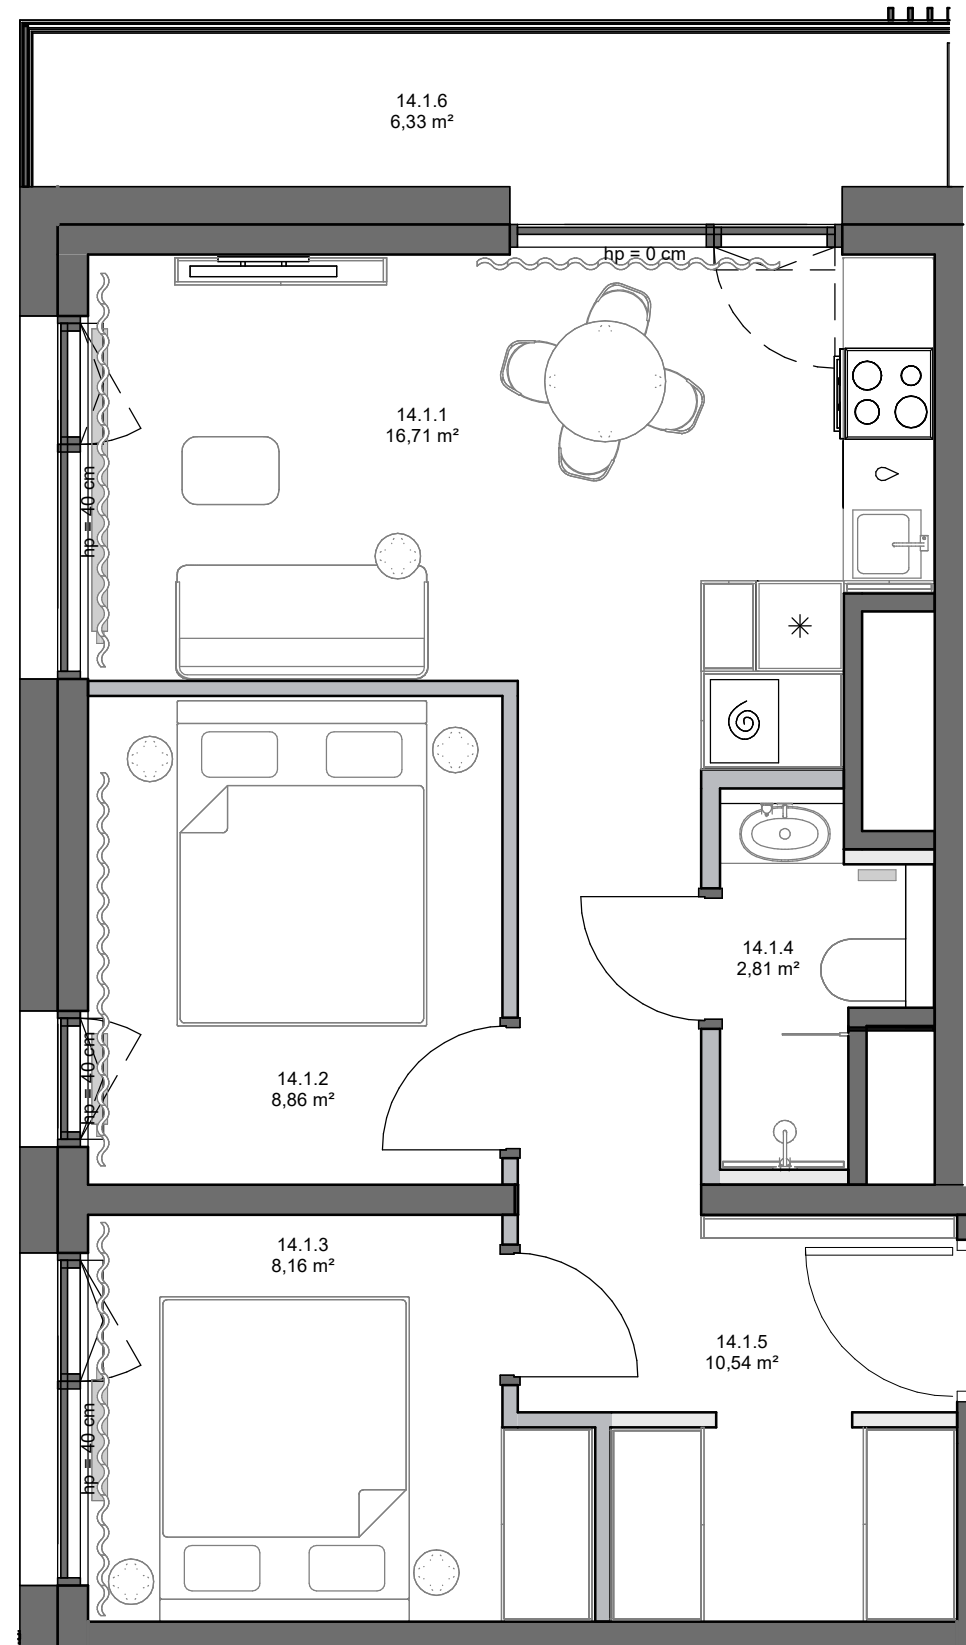 14.1.6
6,33 m²
hp = 0 cm
14.1.1
16,71 m²
hp = 40 cm
14.1.4
2,81 m²
hp = 40 cm
14.1.2
8,86 m²
14.1.3
8,16 m²
14.1.5
10,54 m²
hp = 40 cm